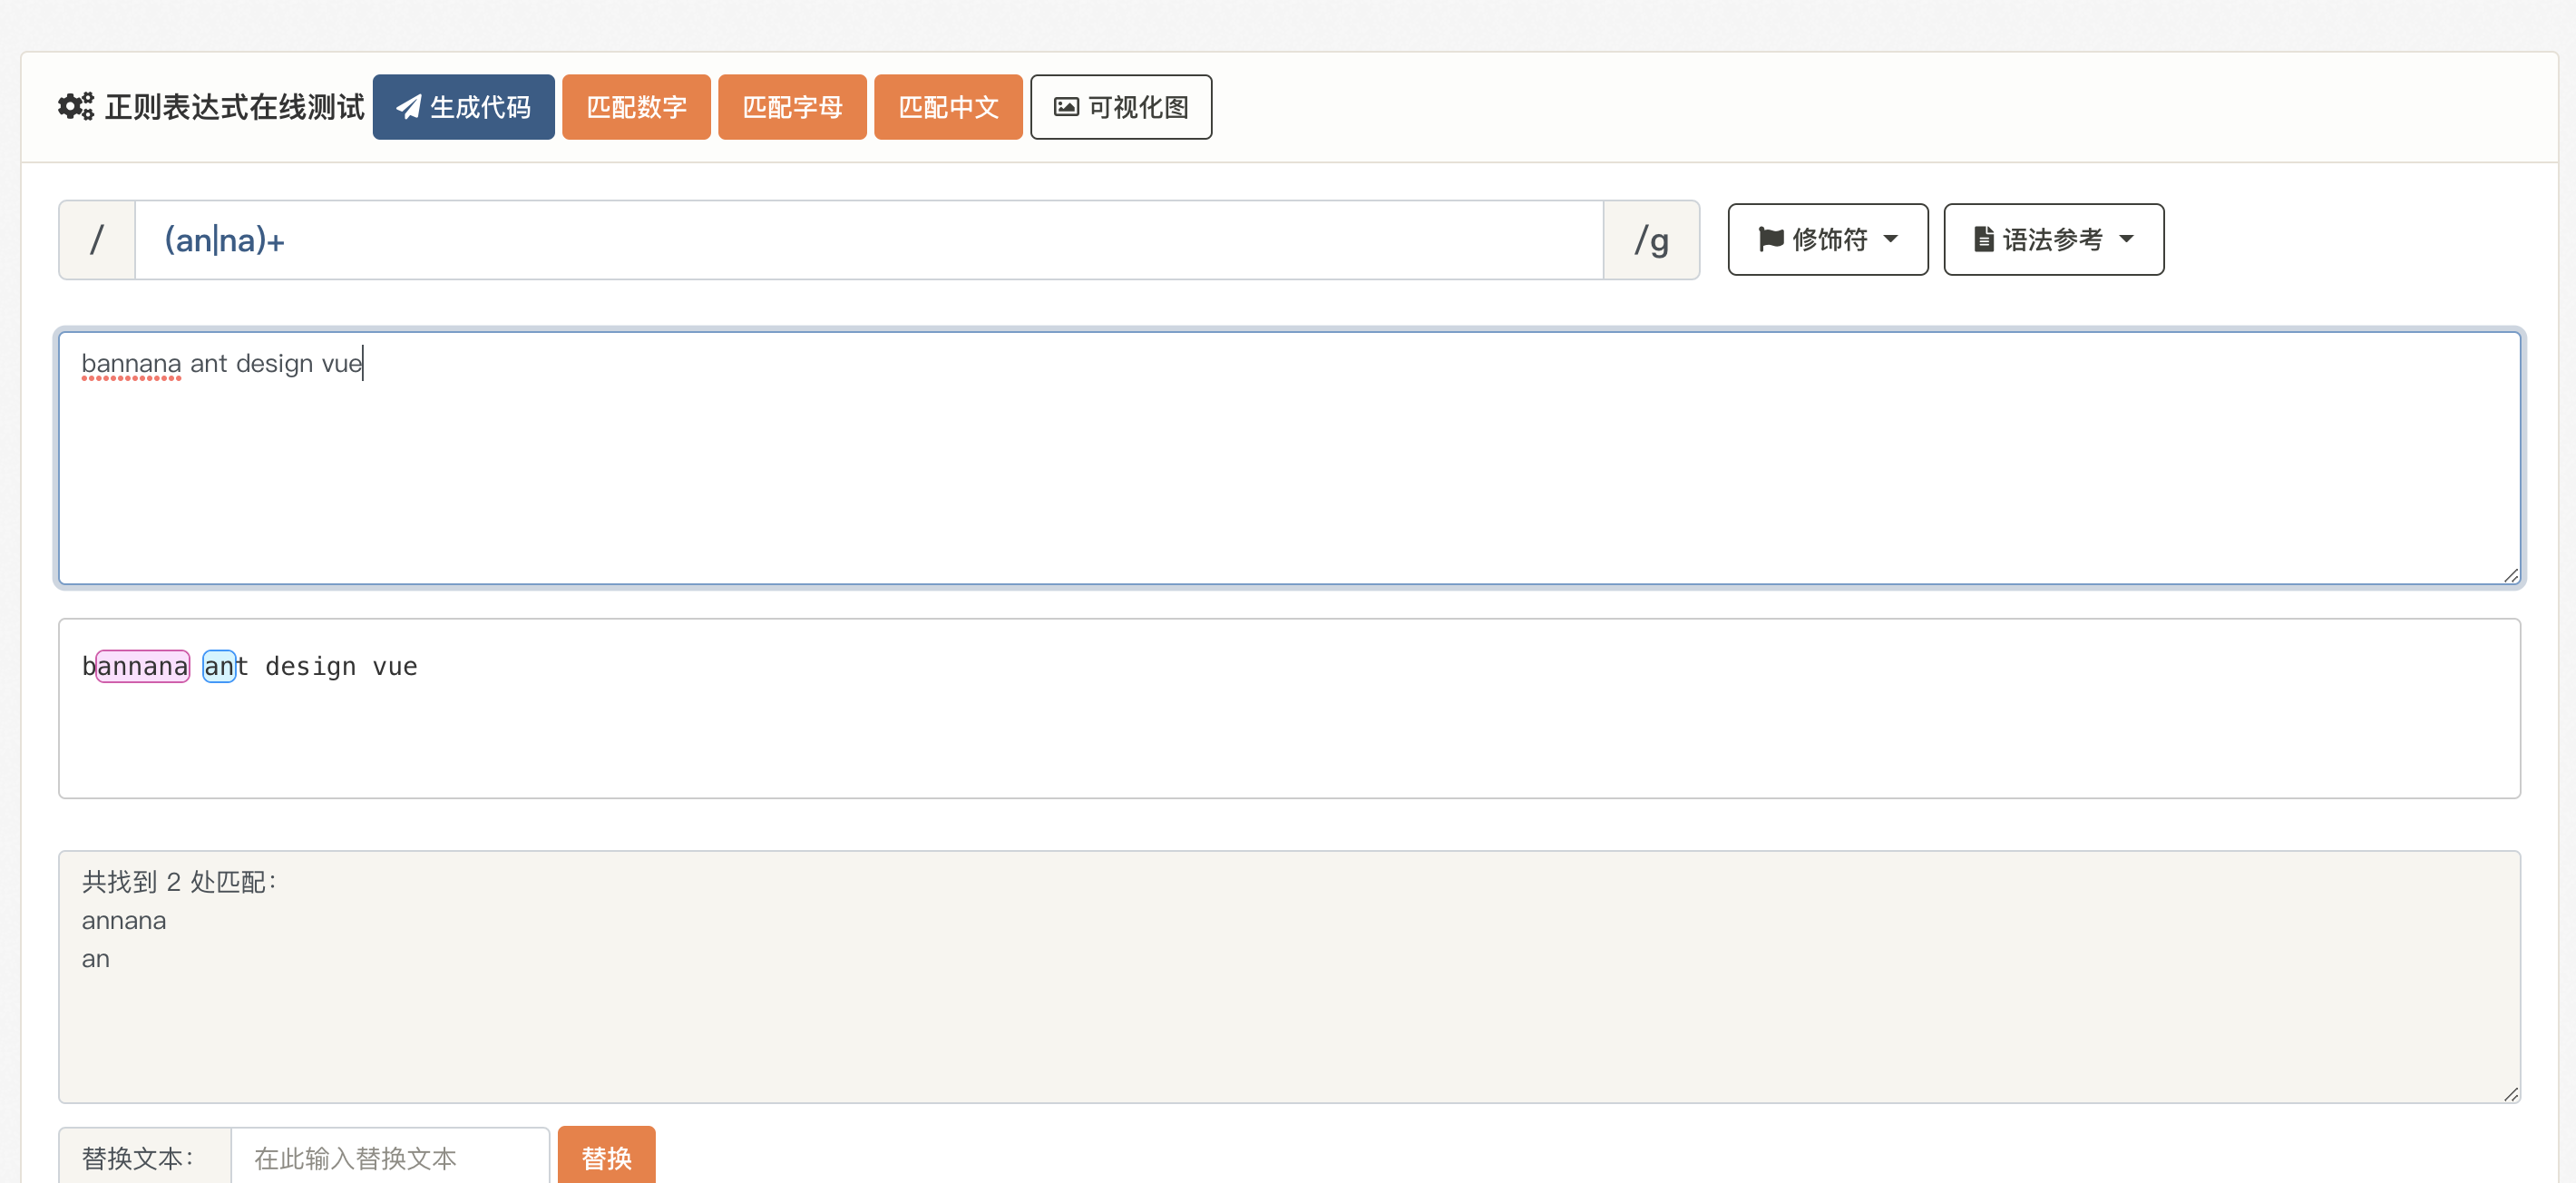 正则表达式在线测试 生成代码 匹配数字 匹配字母 匹配中文 可视化图
/ (an|na)+ /g 修饰符 语法参考
bannana ant design vue
bannana ant design vue
共找到 2 处匹配：
annana
an
替换文本： 在此输入替换文本 替换